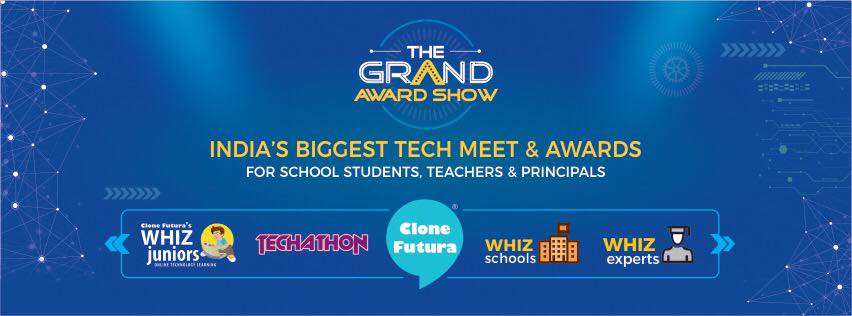 THE
GRAND
AWARD SHOW
INDIA'S BIGGEST TECH MEET & AWARDS
FOR SCHOOL STUDENTS, TEACHERS & PRINCIPALS
Clone Futura's
WHIZ
juniors
ONLINE TECHNOLOGY LEARNING
TECHATHON
Clone
Futura
®
WHIZ
schools
WHIZ
experts